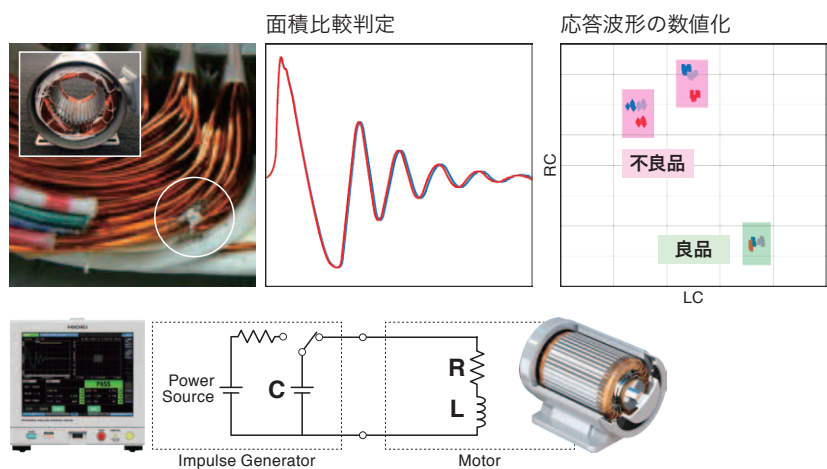 面積比較判定
応答波形の数値化
RC
不良品
良品
LC
HIOKI
PASS
Power
Source
C
R
L
Impulse Generator
Motor